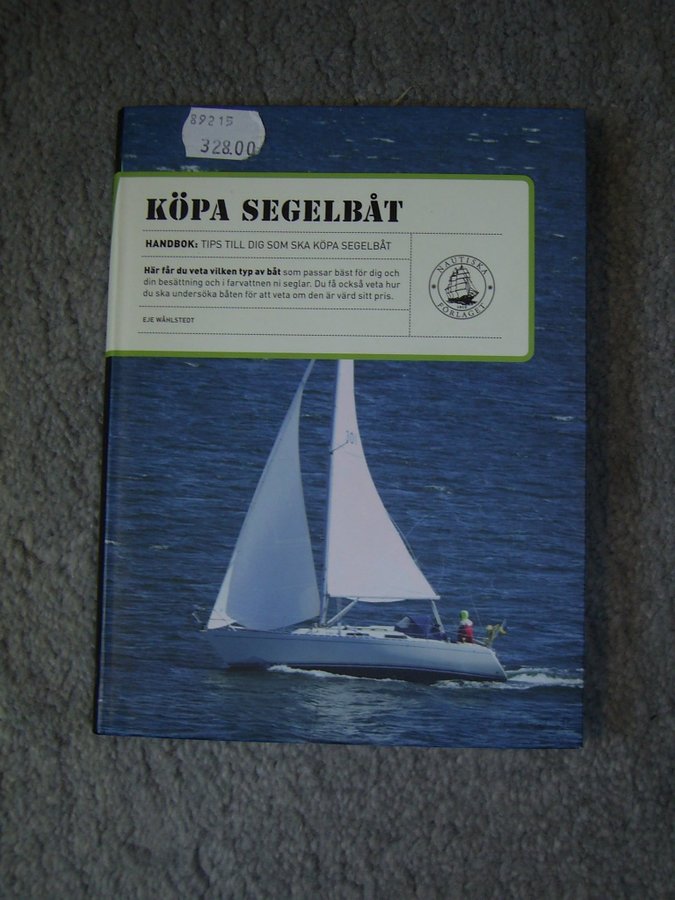 89215
328.00
KÖPA SEGELBÅT
HANDBOK: TIPS TILL DIG SOM SKA KÖPA SEGELBÅT
Här får du veta vilken typ av båt som passar bäst för dig och
din besättning och i farvattnen ni seglar. Du få också veta hur
du ska undersöka båten för att veta om den är värd sitt pris.
EJE WÅHLSTEDT
NAUTISKA
FÖRLAGET